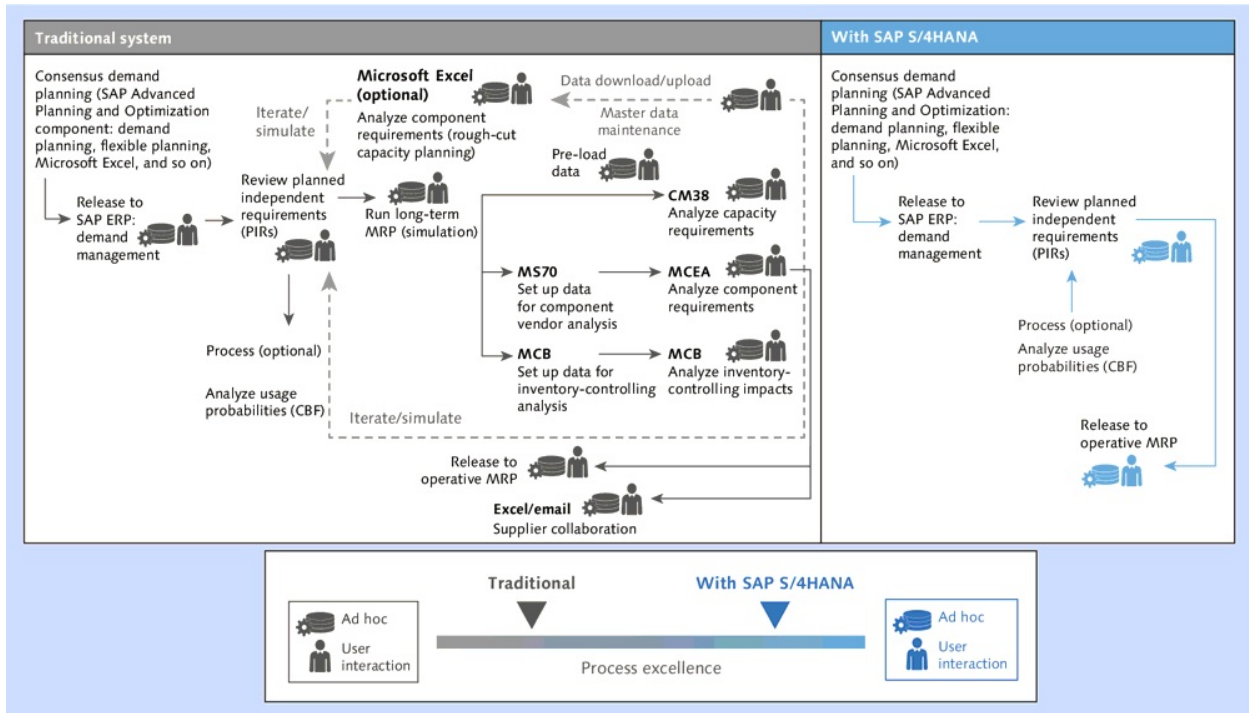 Traditional system
Consensus demand
planning (SAP Advanced
Planning and Optimization
component: demand
planning, flexible planning,
Microsoft Excel, and so on)
Release to
SAP ERP:
demand
management
Iterate/
simulate
Review planned
independent
requirements
(PIRs)
Process (optional)
Analyze usage
probabilities (CBF)
Microsoft Excel
(optional)
Analyze component
requirements (rough-cut
capacity planning)
Data download/upload
Master data
maintenance
Run long-term
MRP (simulation)
Pre-load
data
CM38
Analyze capacity
requirements
MS70
Set up data
for component
vendor analysis
MCEA
Analyze component
requirements
MCB
Set up data for
inventory-controlling
analysis
MCB
Analyze inventory-
controlling impacts
Iterate/simulate
Release to
operative MRP
Excel/email
Supplier collaboration
With SAP S/4HANA
Consensus demand
planning (SAP Advanced
Planning and Optimization:
demand planning, flexible
planning, Microsoft Excel,
and so on)
Release to
SAP ERP:
demand
management
Review planned
independent
requirements
(PIRs)
Process (optional)
Analyze usage
probabilities (CBF)
Release to
operative MRP
Ad hoc
User
interaction
Traditional
With SAP S/4HANA
Process excellence
Ad hoc
User
interaction